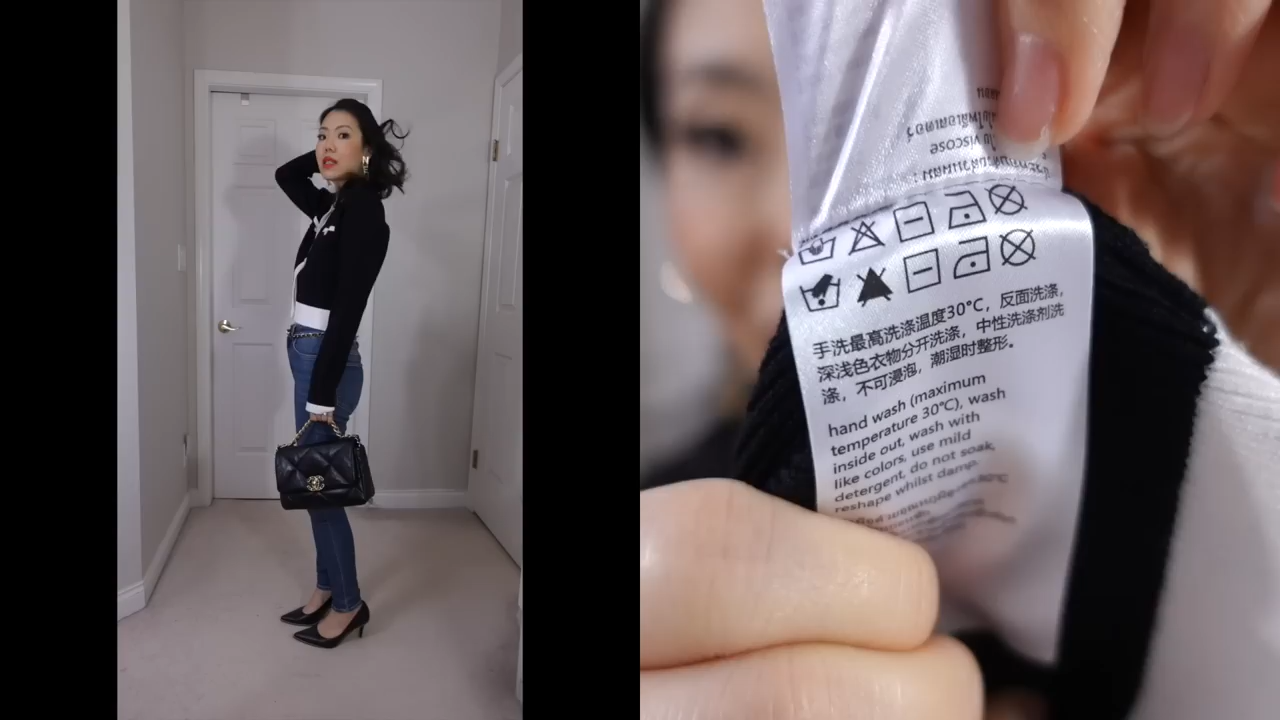 viscose
手洗最高洗涤温度30°C，反面洗涤，
深浅色衣物分开洗涤，中性洗涤剂洗
涤，不可浸泡，潮湿时整形。
hand wash (maximum
temperature 30°C), wash
inside out, wash with
like colors, use mild
detergent, do not soak,
reshape whilst damp.